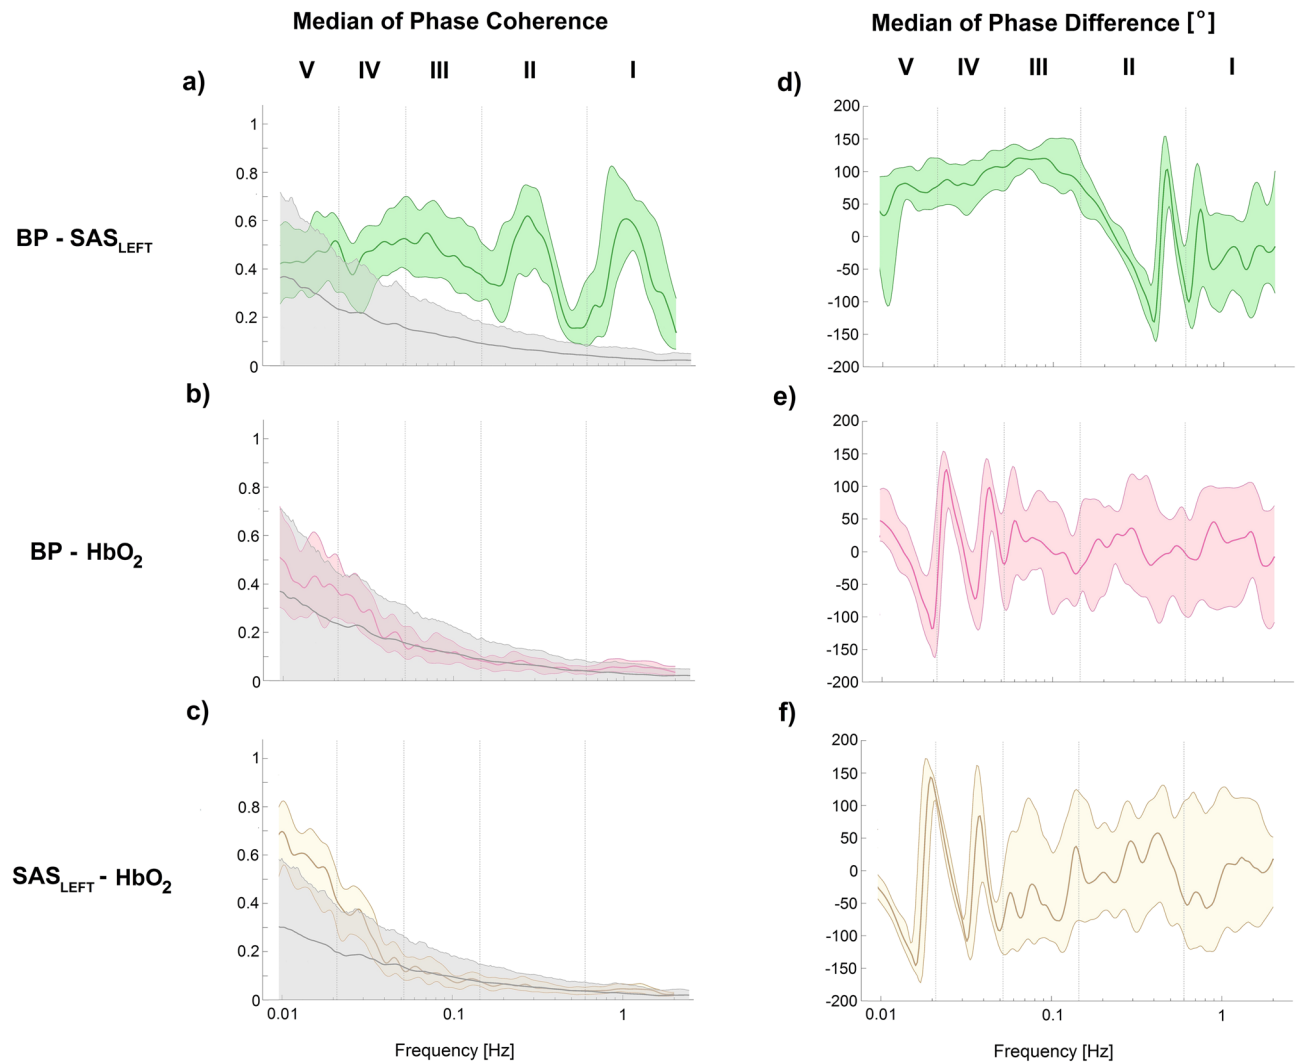 Median of Phase Coherence
Median of Phase Difference [°]
V IV III II I
V IV III II I
a)
d)
BP - SAS_LEFT
1
0.8
0.6
0.4
0.2
0
200
150
100
50
0
-50
-100
-150
-200
b)
e)
BP - HbO₂
1
0.8
0.6
0.4
0.2
0
200
150
100
50
0
-50
-100
-150
-200
c)
f)
SAS_LEFT - HbO₂
1
0.8
0.6
0.4
0.2
0
200
150
100
50
0
-50
-100
-150
-200
0.01 0.1 1
0.01 0.1 1
Frequency [Hz]
Frequency [Hz]